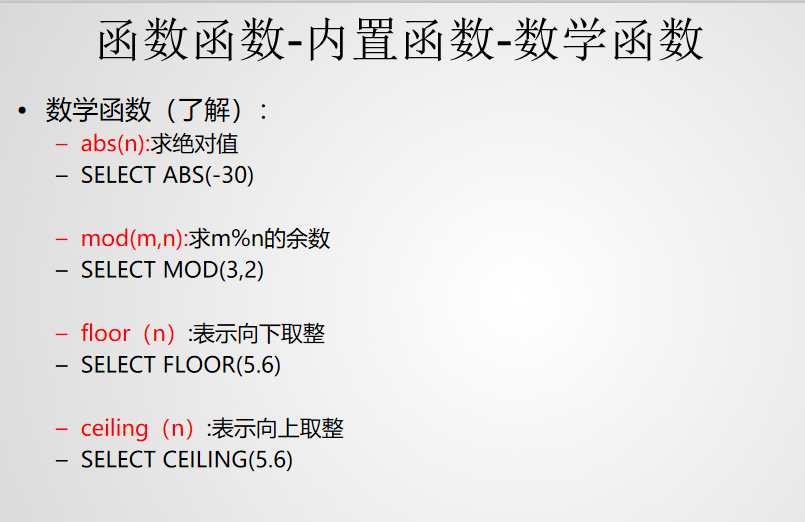 函数函数-内置函数-数学函数
• 数学函数（了解）:
– abs(n):求绝对值
– SELECT ABS(-30)
– mod(m,n):求m%n的余数
– SELECT MOD(3,2)
– floor（n）:表示向下取整
– SELECT FLOOR(5.6)
– ceiling（n）:表示向上取整
– SELECT CEILING(5.6)